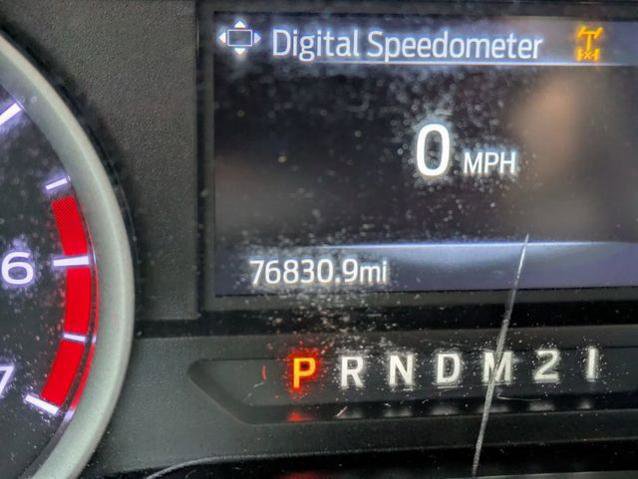 Digital Speedometer
0 MPH
6
76830.9mi
P R N D M 2 1
7